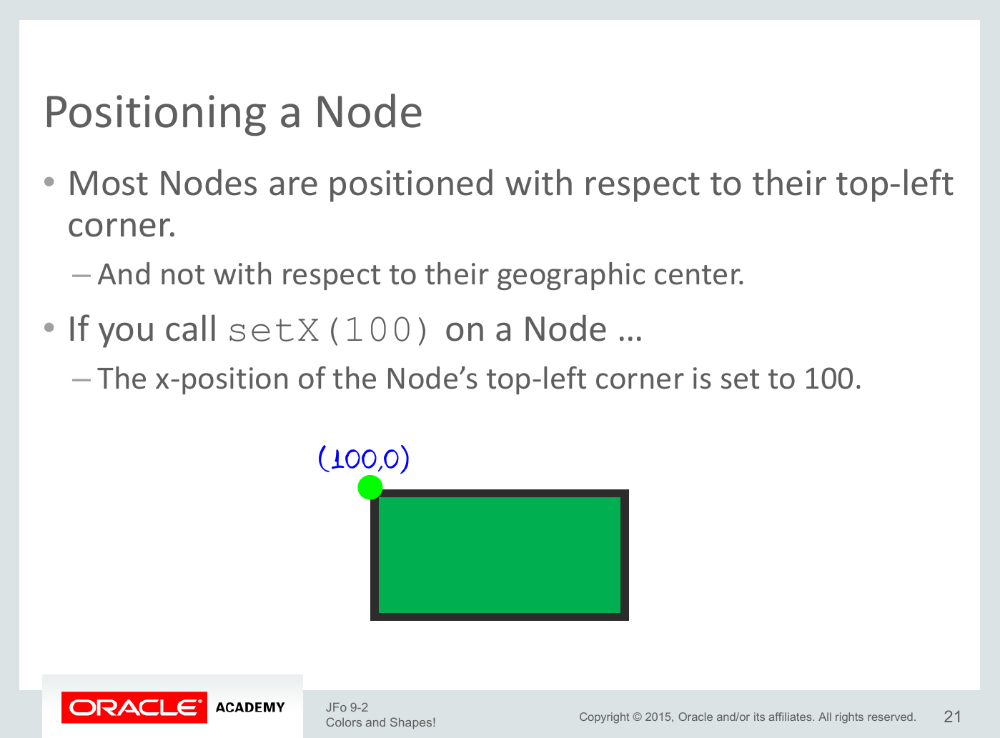 Positioning a Node
• Most Nodes are positioned with respect to their top-left
corner.
– And not with respect to their geographic center.
• If you call setX(100) on a Node …
– The x-position of the Node’s top-left corner is set to 100.
(100,0)
ORACLE® ACADEMY
JFo 9-2
Colors and Shapes!
Copyright © 2015, Oracle and/or its affiliates. All rights reserved.
21